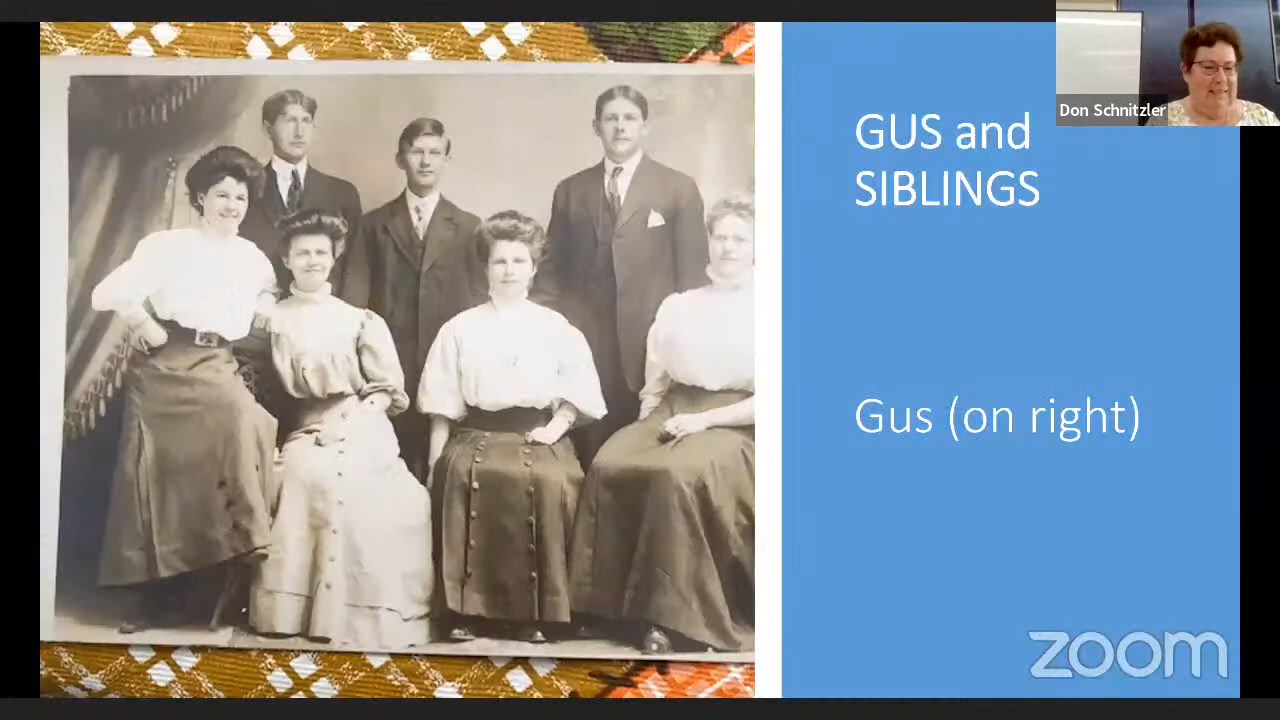 GUS and
SIBLINGS
Don Schnitzler
Gus (on right)
zoom